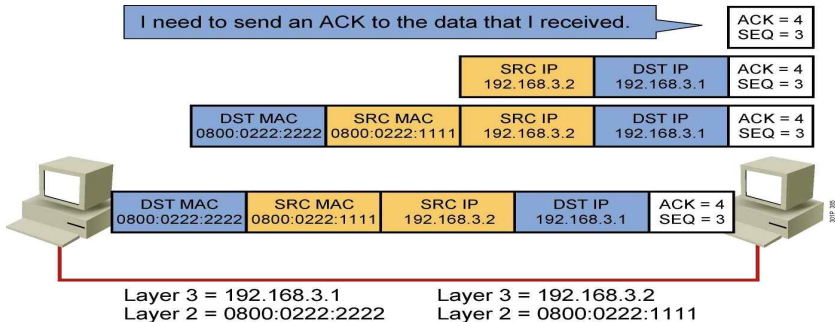 I need to send an ACK to the data that I received.
ACK = 4
SEQ = 3
SRC IP
192.168.3.2
DST IP
192.168.3.1
ACK = 4
SEQ = 3
DST MAC
0800:0222:2222
SRC MAC
0800:0222:1111
SRC IP
192.168.3.2
DST IP
192.168.3.1
ACK = 4
SEQ = 3
DST MAC
0800:0222:2222
SRC MAC
0800:0222:1111
SRC IP
192.168.3.2
DST IP
192.168.3.1
ACK = 4
SEQ = 3
Layer 3 = 192.168.3.1
Layer 2 = 0800:0222:2222
Layer 3 = 192.168.3.2
Layer 2 = 0800:0222:1111